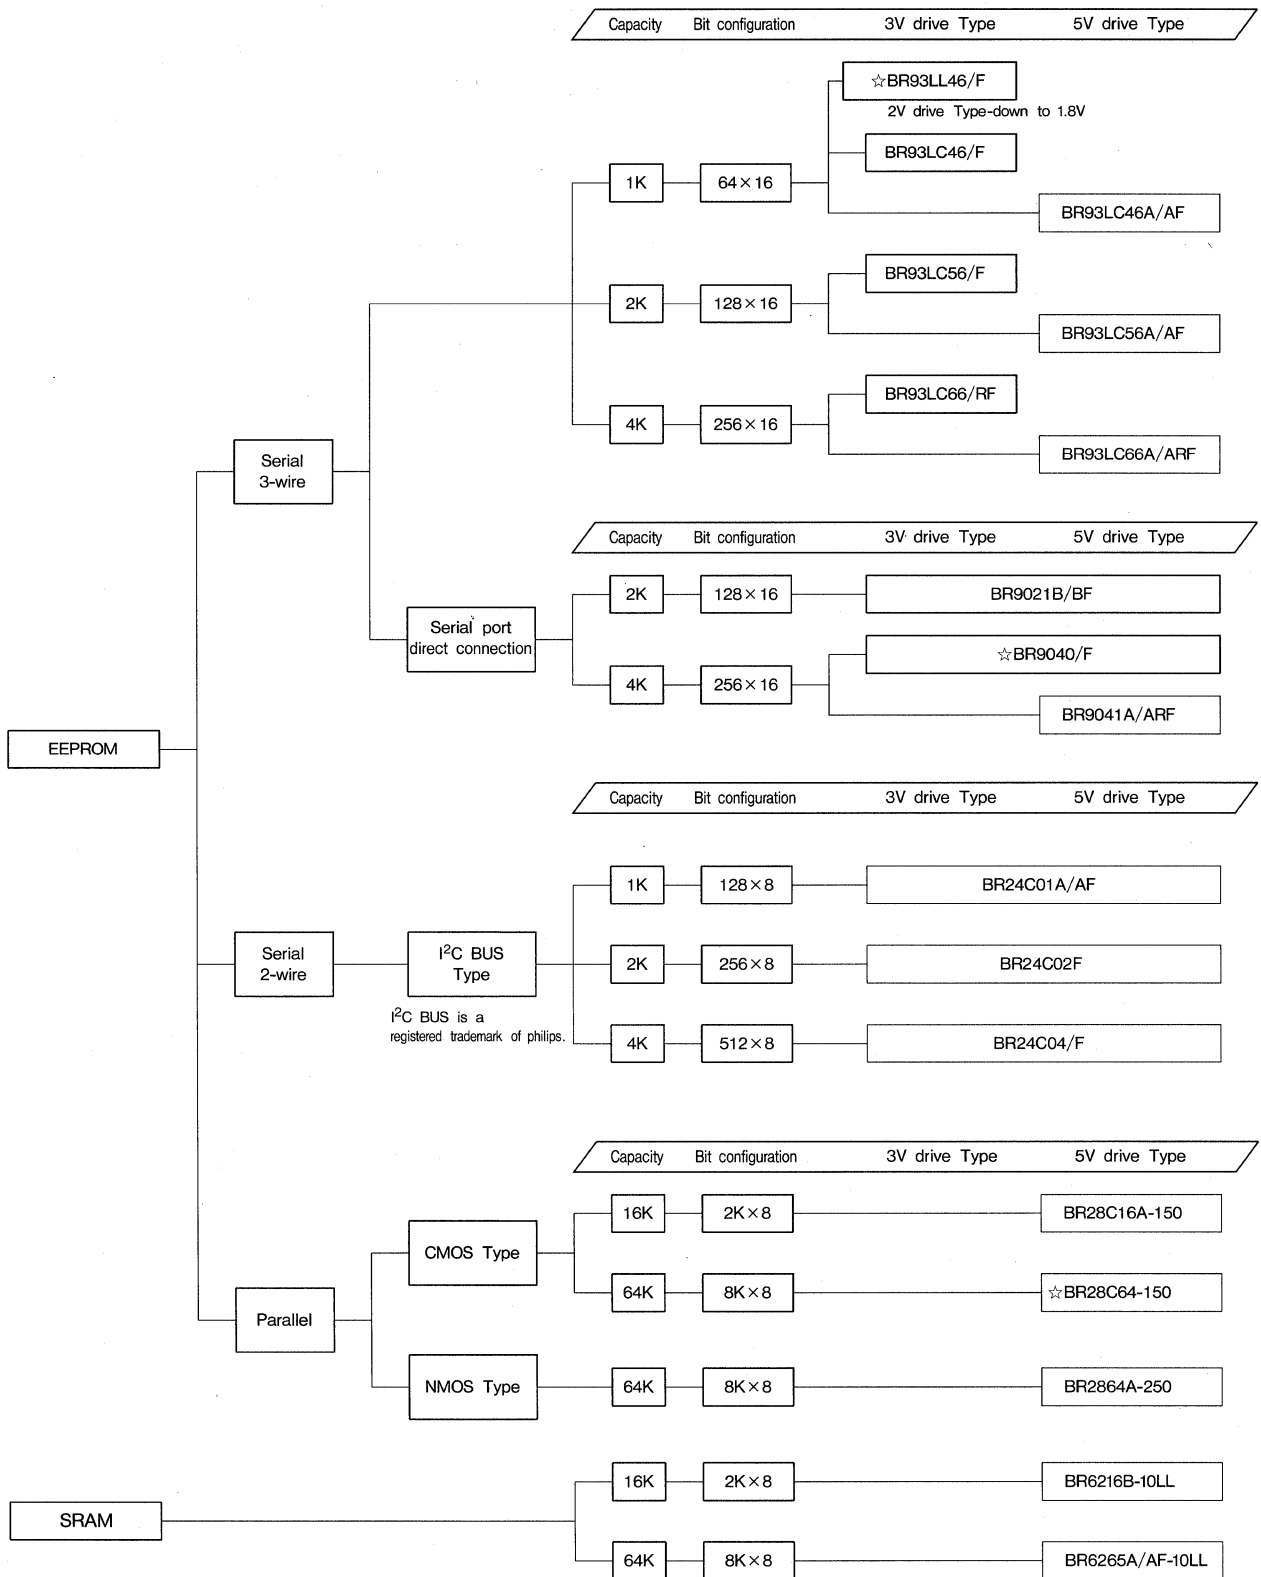 Capacity Bit configuration 3V drive Type 5V drive Type
☆BR93LL46/F
2V drive Type-down to 1.8V
BR93LC46/F
1K 64×16
BR93LC46A/AF
BR93LC56/F
2K 128×16
BR93LC56A/AF
BR93LC66/RF
4K 256×16
BR93LC66A/ARF
Serial
3-wire
Capacity Bit configuration 3V drive Type 5V drive Type
2K 128×16 BR9021B/BF
Serial port
direct connection
☆BR9040/F
4K 256×16
BR9041A/ARF
EEPROM
Capacity Bit configuration 3V drive Type 5V drive Type
1K 128×8 BR24C01A/AF
Serial
2-wire
I²C BUS
Type
2K 256×8 BR24C02F
I²C BUS is a
registered trademark of philips.
4K 512×8 BR24C04/F
Capacity Bit configuration 3V drive Type 5V drive Type
16K 2K×8 BR28C16A-150
CMOS Type
64K 8K×8 ☆BR28C64-150
Parallel
NMOS Type 64K 8K×8 BR2864A-250
16K 2K×8 BR6216B-10LL
SRAM
64K 8K×8 BR6265A/AF-10LL